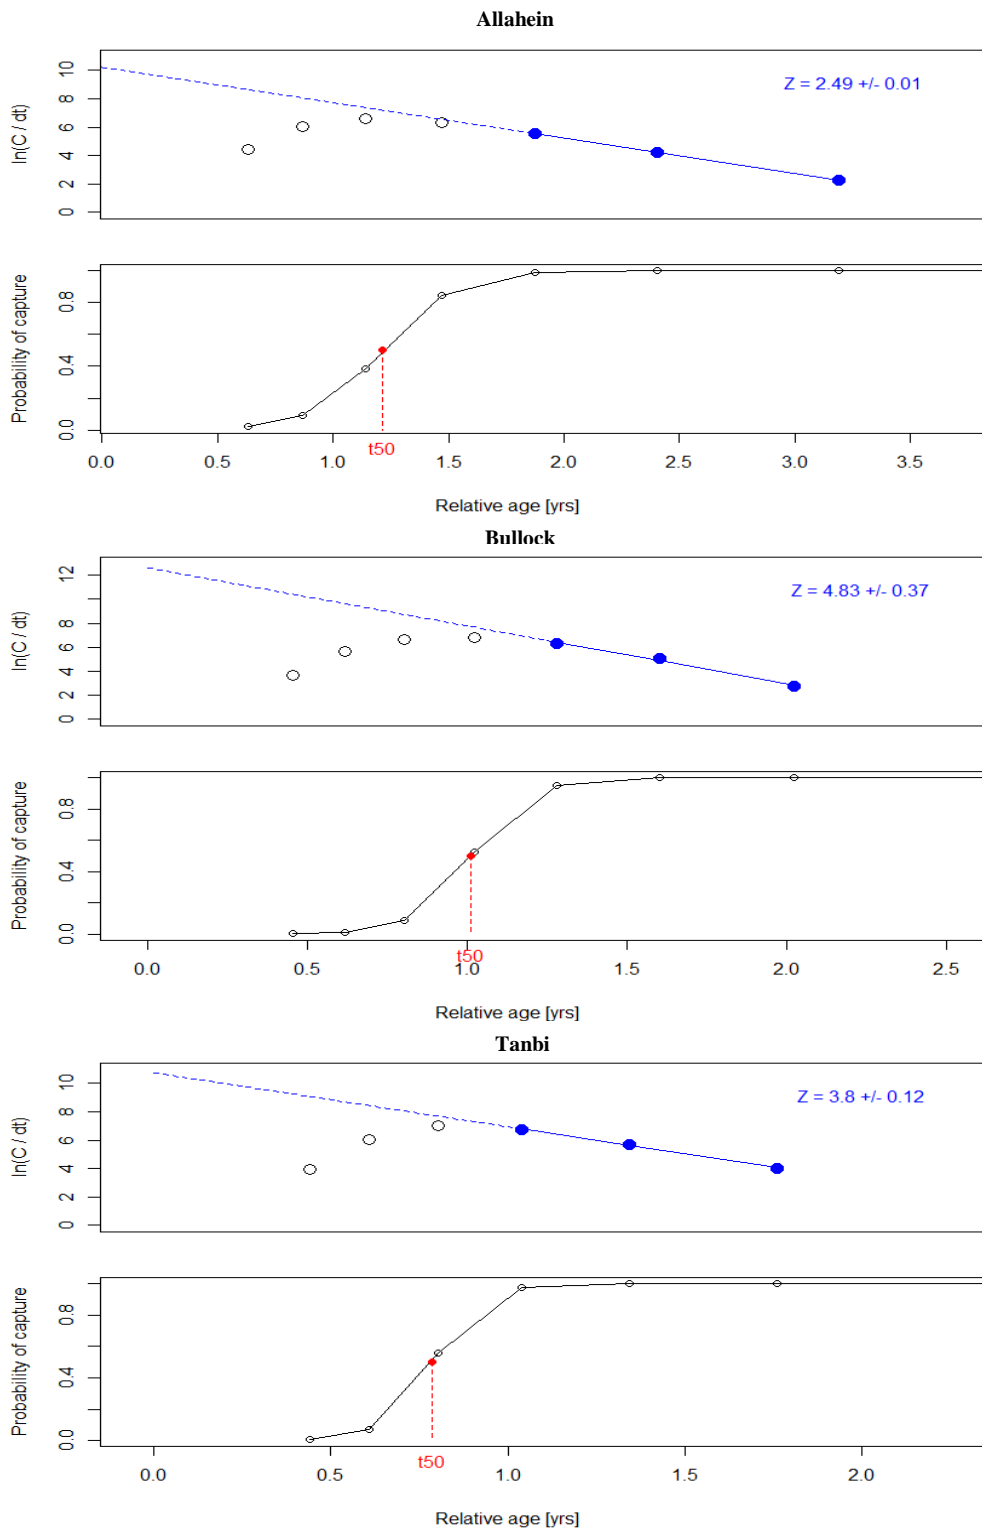 Allahein
ln(C / dt)
0 2 4 6 8 10
Z = 2.49 +/- 0.01
Probability of capture
0.0 0.4 0.8
t50
0.0 0.5 1.0 1.5 2.0 2.5 3.0 3.5
Relative age [yrs]
Bullock
ln(C / dt)
0 2 4 6 8 12
Z = 4.83 +/- 0.37
Probability of capture
0.0 0.4 0.8
t50
0.0 0.5 1.0 1.5 2.0 2.5
Relative age [yrs]
Tanbi
ln(C / dt)
0 2 4 6 8 10
Z = 3.8 +/- 0.12
Probability of capture
0.0 0.4 0.8
t50
0.0 0.5 1.0 1.5 2.0
Relative age [yrs]